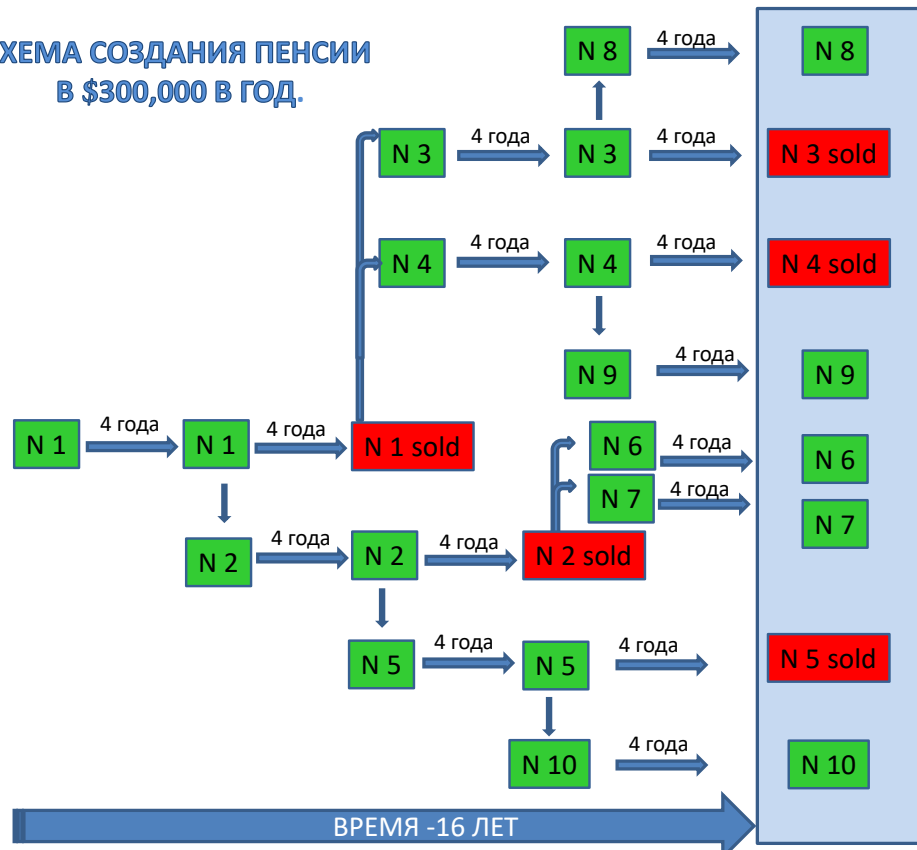 ХЕМА СОЗДАНИЯ ПЕНСИИ
В $300,000 В ГОД.
N 8
4 года
N 8
N 3
4 года
N 3
4 года
N 3 sold
N 4
4 года
N 4
4 года
N 4 sold
N 9
4 года
N 9
N 1
4 года
N 1
4 года
N 1 sold
N 6
4 года
N 6
N 7
4 года
N 7
N 2
4 года
N 2
4 года
N 2 sold
N 5
4 года
N 5
4 года
N 5 sold
N 10
4 года
N 10
ВРЕМЯ -16 ЛЕТ